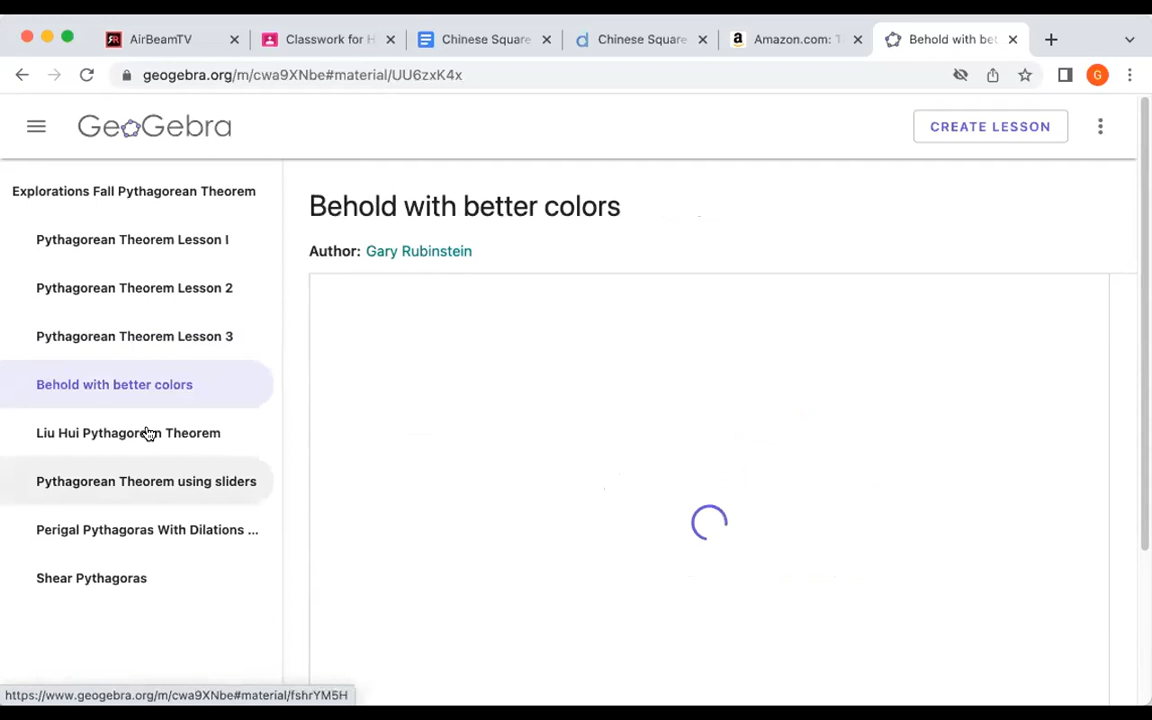 AirBeamTV
Classwork for H
Chinese Square
Chinese Square
Amazon.com: T
Behold with bet
geogebra.org/m/cwa9XNbe#material/UU6zxK4x
G
GeoGebra
CREATE LESSON
Explorations Fall Pythagorean Theorem
Pythagorean Theorem Lesson I
Pythagorean Theorem Lesson 2
Pythagorean Theorem Lesson 3
Behold with better colors
Liu Hui Pythagorean Theorem
Pythagorean Theorem using sliders
Perigal Pythagoras With Dilations ...
Shear Pythagoras
Behold with better colors
Author: Gary Rubinstein
https://www.geogebra.org/m/cwa9XNbe#material/fshrYM5H